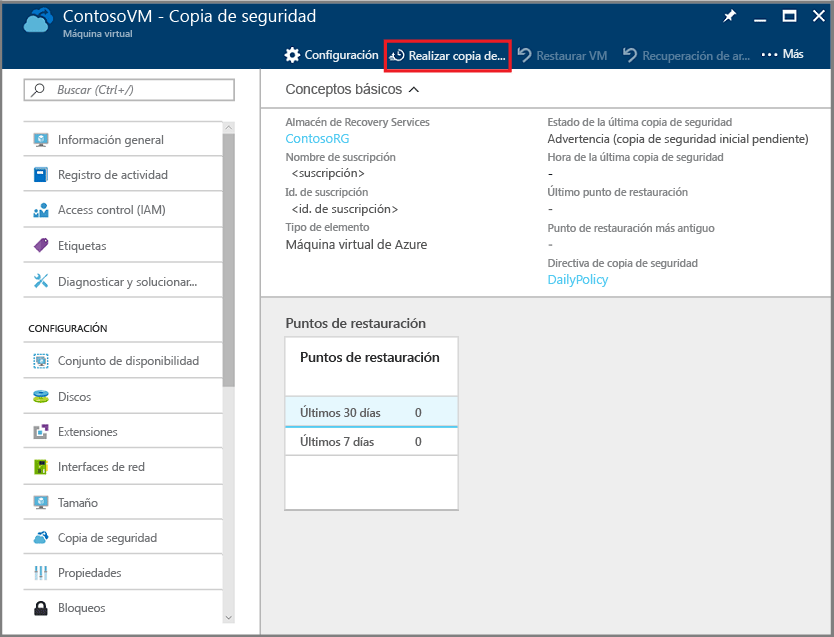 ContosoVM - Copia de seguridad
Máquina virtual
Configuración
Realizar copia de...
Restaurar VM
Recuperación de ar...
Más
Buscar (Ctrl+/)
Información general
Registro de actividad
Access control (IAM)
Etiquetas
Diagnosticar y solucionar...
CONFIGURACIÓN
Conjunto de disponibilidad
Discos
Extensiones
Interfaces de red
Tamaño
Copia de seguridad
Propiedades
Bloqueos
Conceptos básicos
Almacén de Recovery Services
ContosoRG
Nombre de suscripción
<suscripción>
Id. de suscripción
<id. de suscripción>
Tipo de elemento
Máquina virtual de Azure
Estado de la última copia de seguridad
Advertencia (copia de seguridad inicial pendiente)
Hora de la última copia de seguridad
-
Último punto de restauración
-
Punto de restauración más antiguo
-
Directiva de copia de seguridad
DailyPolicy
Puntos de restauración
Puntos de restauración
Últimos 30 días 0
Últimos 7 días 0